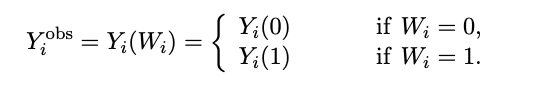 Y_i^obs = Y_i(W_i) = { Y_i(0) if W_i = 0,
Y_i(1) if W_i = 1.